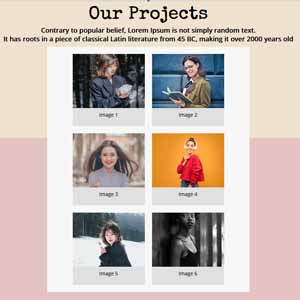 Our Projects
Contrary to popular belief, Lorem Ipsum is not simply random text.
It has roots in a piece of classical Latin literature from 45 BC, making it over 2000 years old
Image 1
Image 2
Image 3
Image 4
Image 5
Image 6